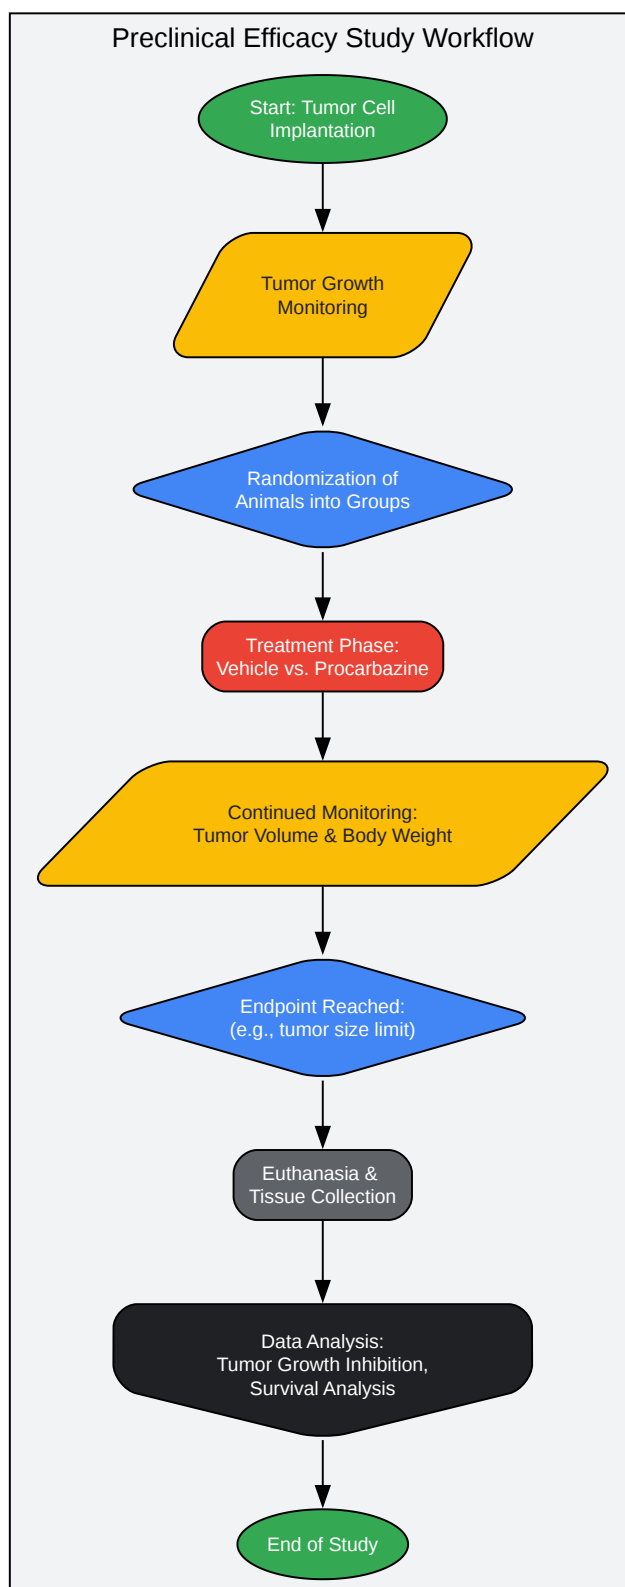 Preclinical Efficacy Study Workflow
Start: Tumor Cell
Implantation
Tumor Growth
Monitoring
Randomization of
Animals into Groups
Treatment Phase:
Vehicle vs. Procarbazine
Continued Monitoring:
Tumor Volume & Body Weight
Endpoint Reached:
(e.g., tumor size limit)
Euthanasia &
Tissue Collection
Data Analysis:
Tumor Growth Inhibition,
Survival Analysis
End of Study